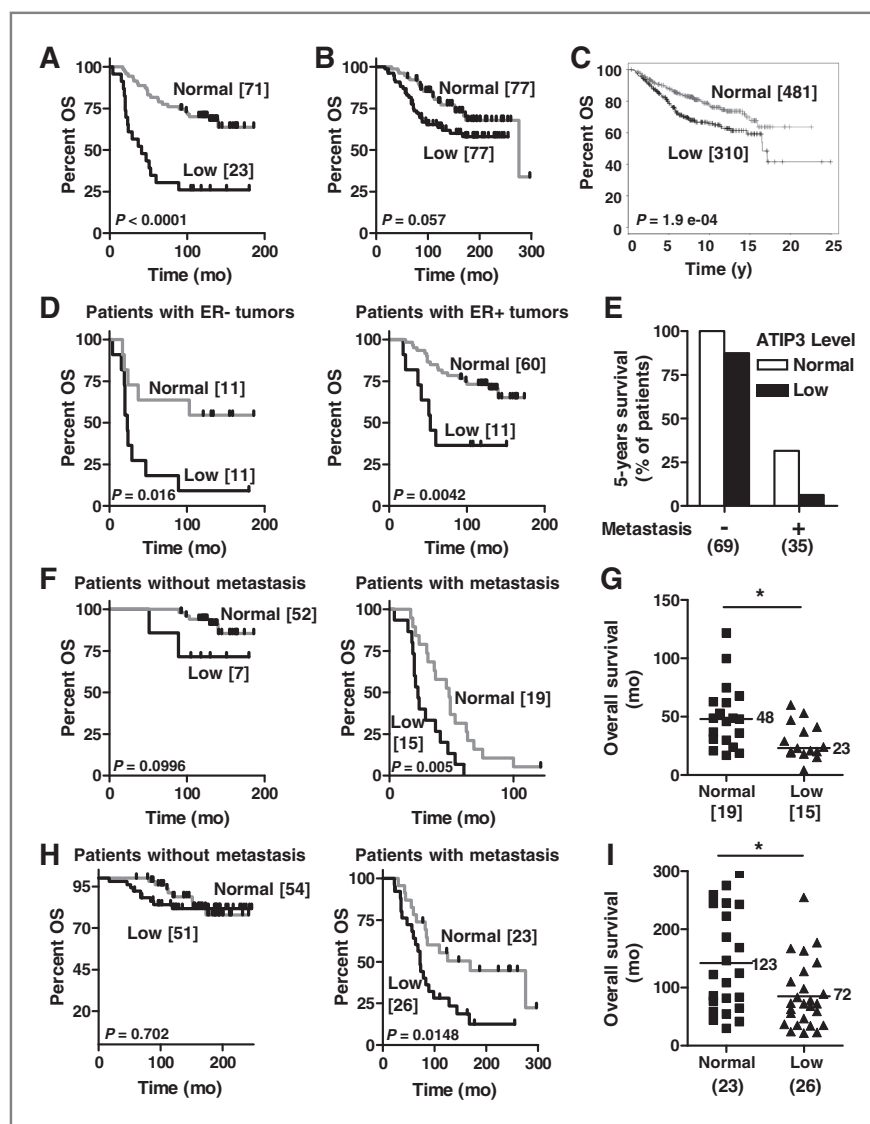 A
Percent OS
100
75
50
25
0
Normal [71]
Low [23]
P < 0.0001
0 100 200
Time (mo)
B
Percent OS
100
75
50
25
0
Normal [77]
Low [77]
P = 0.057
0 100 200 300
Time (mo)
C
Percent OS
100
80
60
40
20
0
Normal [481]
Low [310]
P = 1.9 e-04
0 5 10 15 20 25
Time (y)
D
Patients with ER- tumors
Percent OS
100
75
50
25
0
Normal [11]
Low [11]
P = 0.016
0 100 200
Time (mo)
Patients with ER+ tumors
Percent OS
100
75
50
25
0
Normal [60]
Low [11]
P = 0.0042
0 100 200
Time (mo)
E
5-years survival
(% of patients)
100
75
50
25
0
ATIP3 Level
Normal
Low
Metastasis - +
(69) (35)
F
Patients without metastasis
Percent OS
100
75
50
25
0
Normal [52]
Low [7]
P = 0.0996
0 100 200
Time (mo)
Patients with metastasis
Percent OS
100
75
50
25
0
Normal [19]
Low
[15]
P = 0.005
0 100
Time (mo)
G
Overall survival
(mo)
150
100
50
0
*
48
23
Normal Low
[19] [15]
H
Patients without metastasis
Percent OS
95
75
50
25
Normal [54]
Low [51]
P = 0.702
0 100 200
Time (mo)
Patients with metastasis
Percent OS
100
75
50
25
0
Normal [23]
Low
[26]
P = 0.0148
0 100 200 300
Time (mo)
I
Overall survival
(mo)
300
200
100
0
*
123
72
Normal Low
(23) (26)